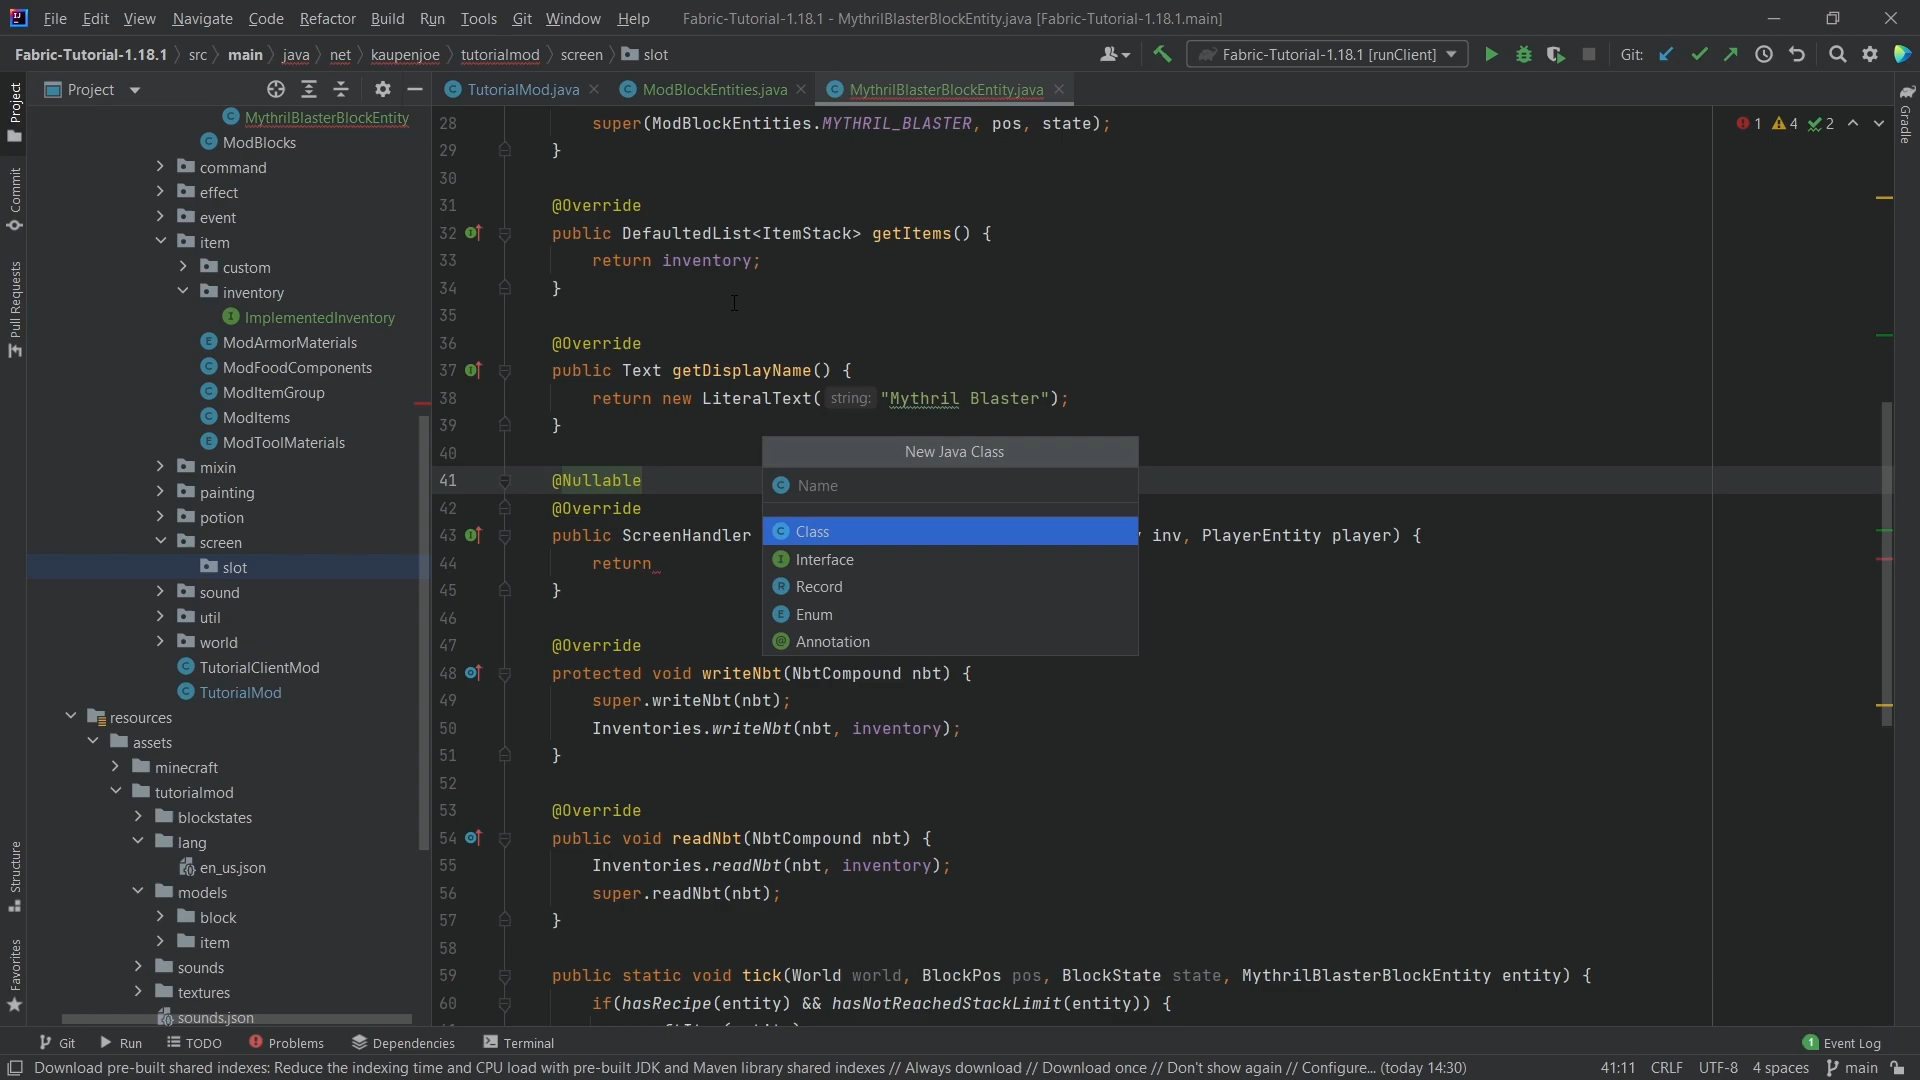 File Edit View Navigate Code Refactor Build Run Tools Git Window Help Fabric-Tutorial-1.18.1 - MythrilBlasterBlockEntity.java [Fabric-Tutorial-1.18.1.main]
Fabric-Tutorial-1.18.1 src main java net kaupenjoe tutorialmod screen slot Fabric-Tutorial-1.18.1 [runClient] Git:
Project
Commit
Pull Requests
Structure
Favorites
Project
MythrilBlasterBlockEntity
ModBlocks
command
effect
event
item
custom
inventory
ImplementedInventory
ModArmorMaterials
ModFoodComponents
ModItemGroup
ModItems
ModToolMaterials
mixin
painting
potion
screen
slot
sound
util
world
TutorialClientMod
TutorialMod
resources
assets
minecraft
tutorialmod
blockstates
lang
en_us.json
models
block
item
sounds
textures
sounds.json
TutorialMod.java ModBlockEntities.java MythrilBlasterBlockEntity.java
1 4 2
28 super(ModBlockEntities.MYTHRIL_BLASTER, pos, state);
29 }
30
31 @Override
32 public DefaultedList<ItemStack> getItems() {
33 return inventory;
34 }
35
36 @Override
37 public Text getDisplayName() {
38 return new LiteralText( string: "Mythril Blaster");
39 }
40
41 @Nullable
42 @Override
43 public ScreenHandler inv, PlayerEntity player) {
44 return
45 }
46
47 @Override
48 protected void writeNbt(NbtCompound nbt) {
49 super.writeNbt(nbt);
50 Inventories.writeNbt(nbt, inventory);
51 }
52
53 @Override
54 public void readNbt(NbtCompound nbt) {
55 Inventories.readNbt(nbt, inventory);
56 super.readNbt(nbt);
57 }
58
59 public static void tick(World world, BlockPos pos, BlockState state, MythrilBlasterBlockEntity entity) {
60 if(hasRecipe(entity) && hasNotReachedStackLimit(entity)) {
New Java Class
Name
Class
Interface
Record
Enum
Annotation
Gradle
Git Run TODO Problems Dependencies Terminal 1 Event Log
Download pre-built shared indexes: Reduce the indexing time and CPU load with pre-built JDK and Maven library shared indexes // Always download // Download once // Don't show again // Configure... (today 14:30) 41:11 CRLF UTF-8 4 spaces main